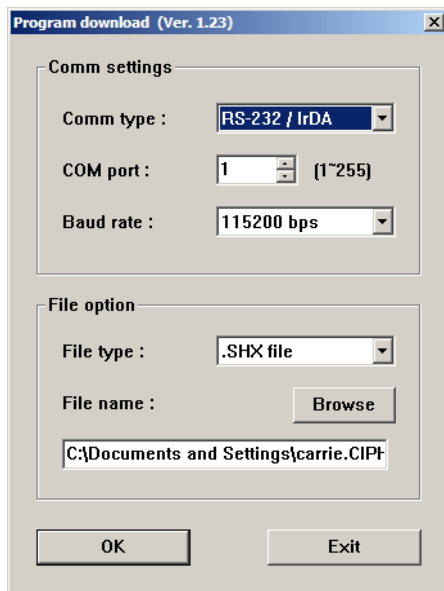 Program download (Ver. 1.23)
Comm settings
Comm type : RS-232 / IrDA
COM port : 1 (1~255)
Baud rate : 115200 bps
File option
File type : .SHX file
File name : Browse
C:\Documents and Settings\carrie.CIPH
OK Exit